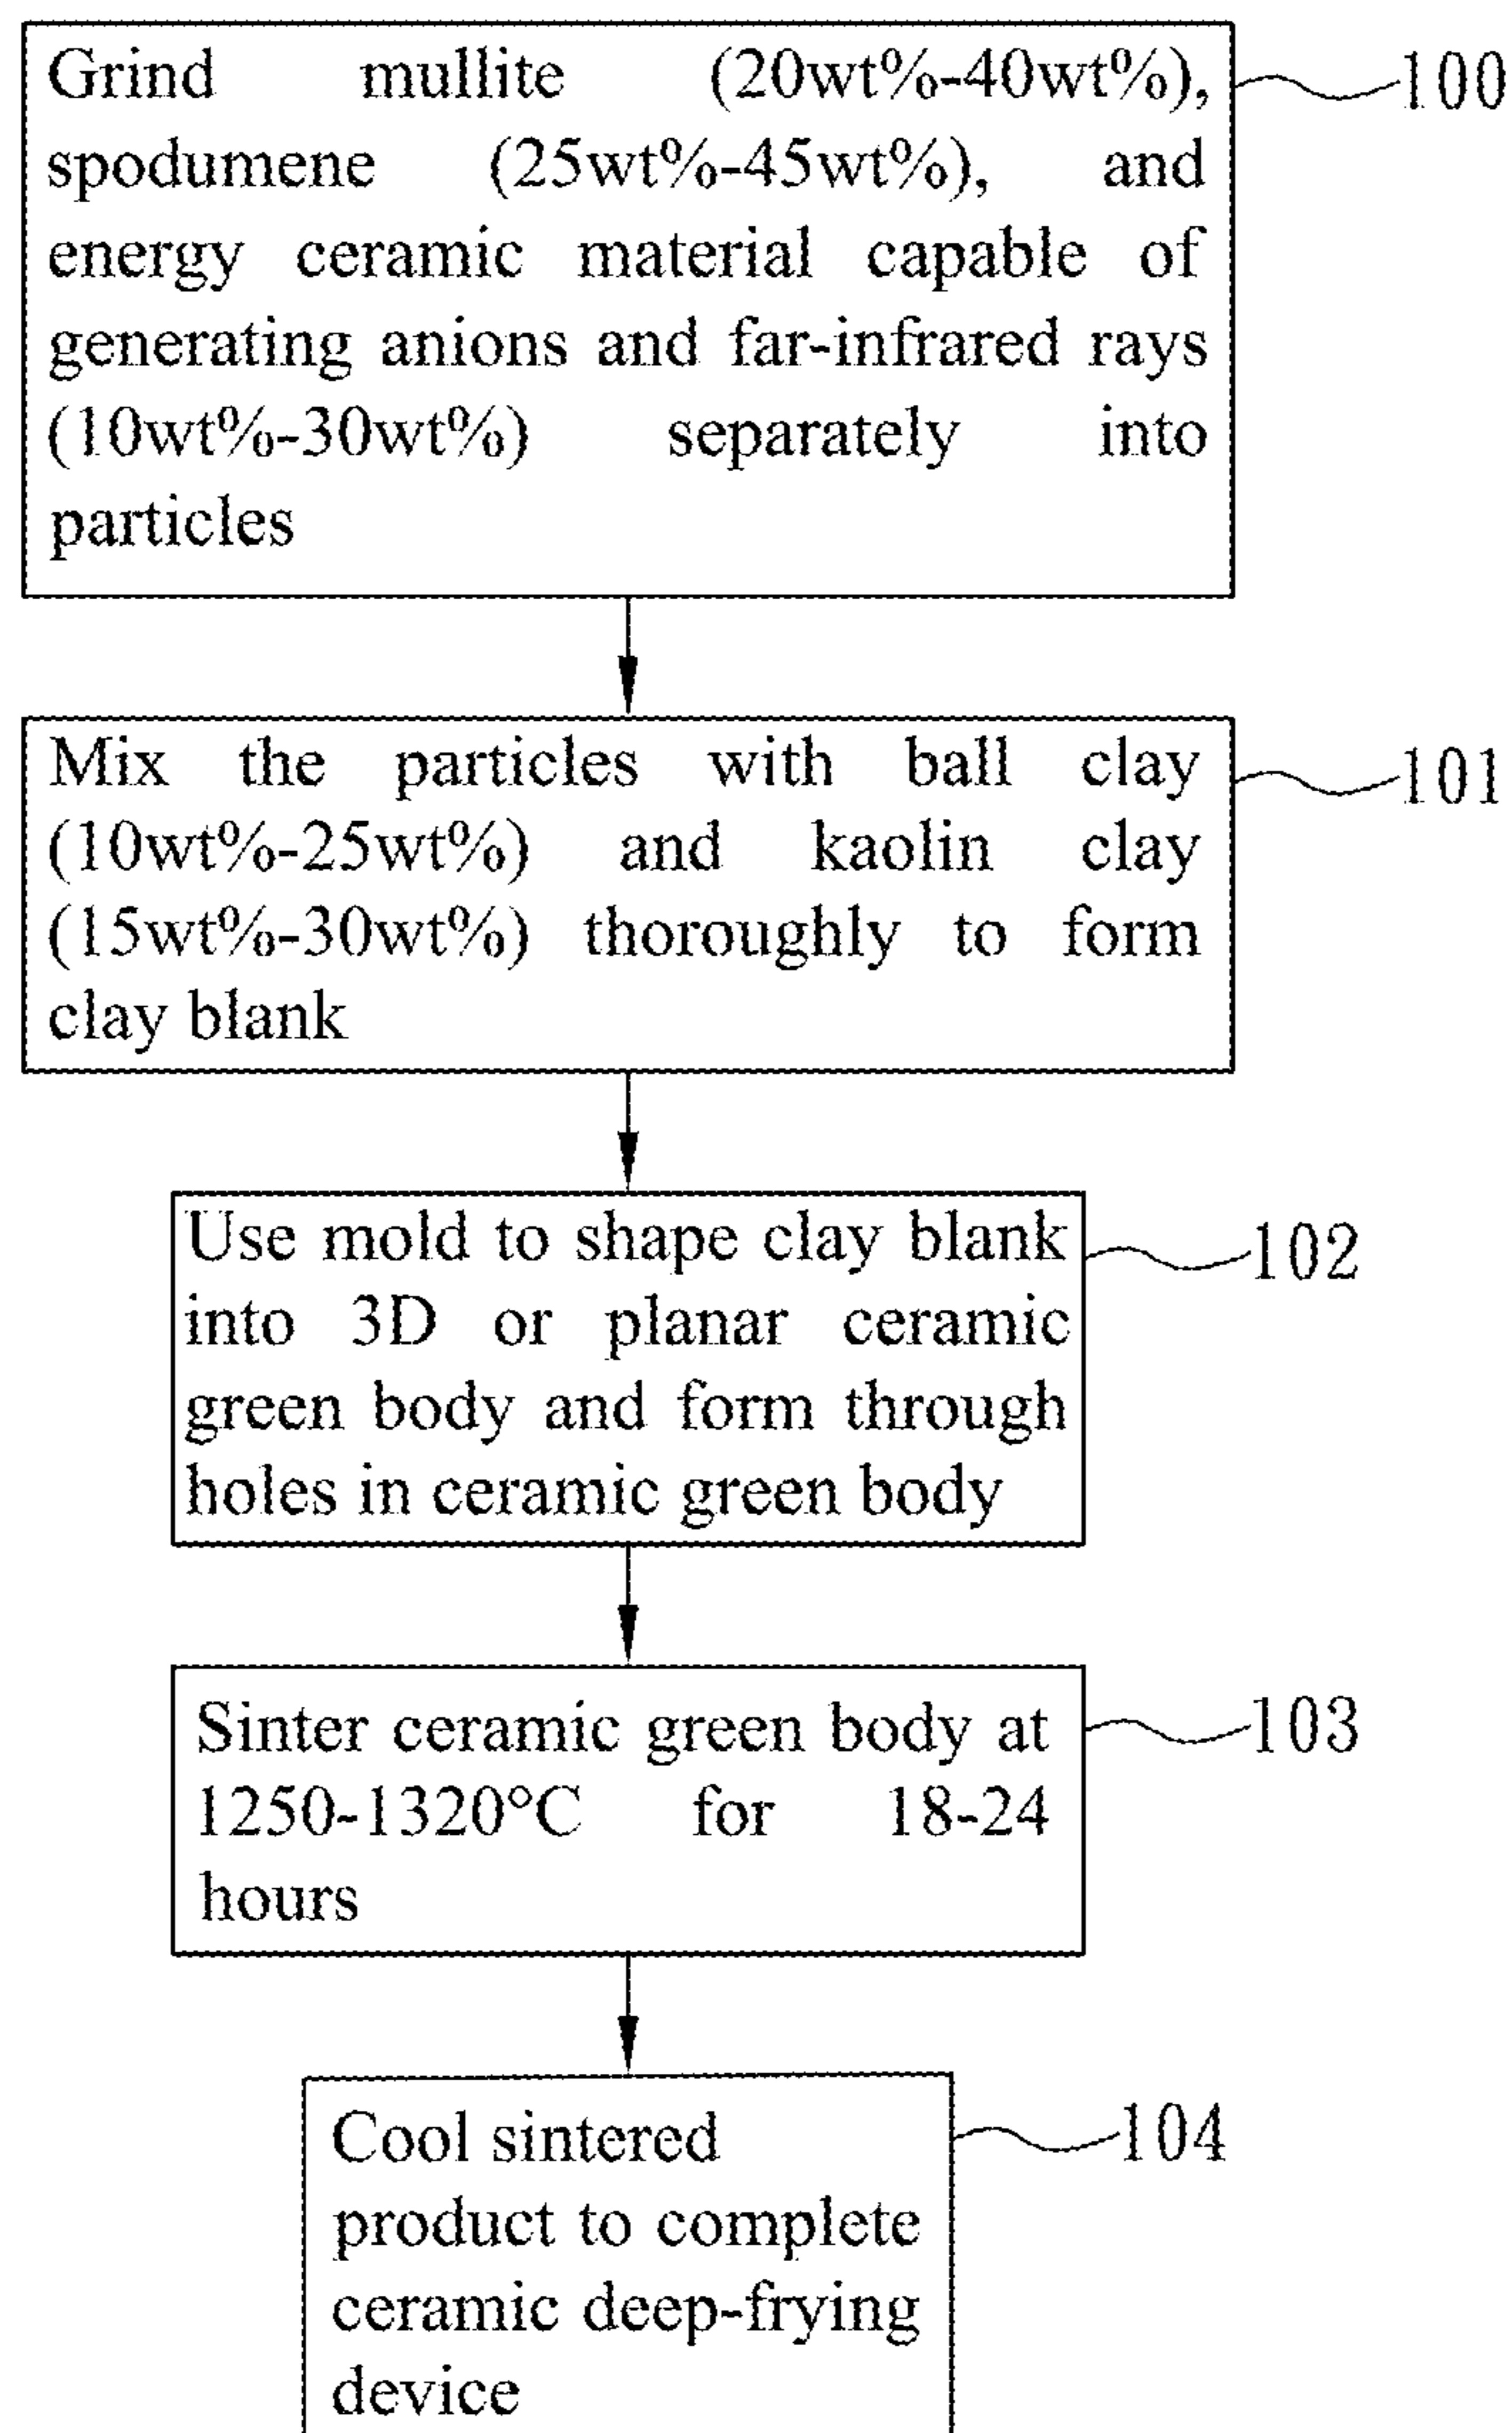 Grind mullite (20wt%-40wt%),
spodumene (25wt%-45wt%), and
energy ceramic material capable of
generating anions and far-infrared rays
(10wt%-30wt%) separately into
particles
100
Mix the particles with ball clay
(10wt%-25wt%) and kaolin clay
(15wt%-30wt%) thoroughly to form
clay blank
101
Use mold to shape clay blank
into 3D or planar ceramic
green body and form through
holes in ceramic green body
102
Sinter ceramic green body at
1250-1320°C for 18-24
hours
103
Cool sintered
product to complete
ceramic deep-frying
device
104